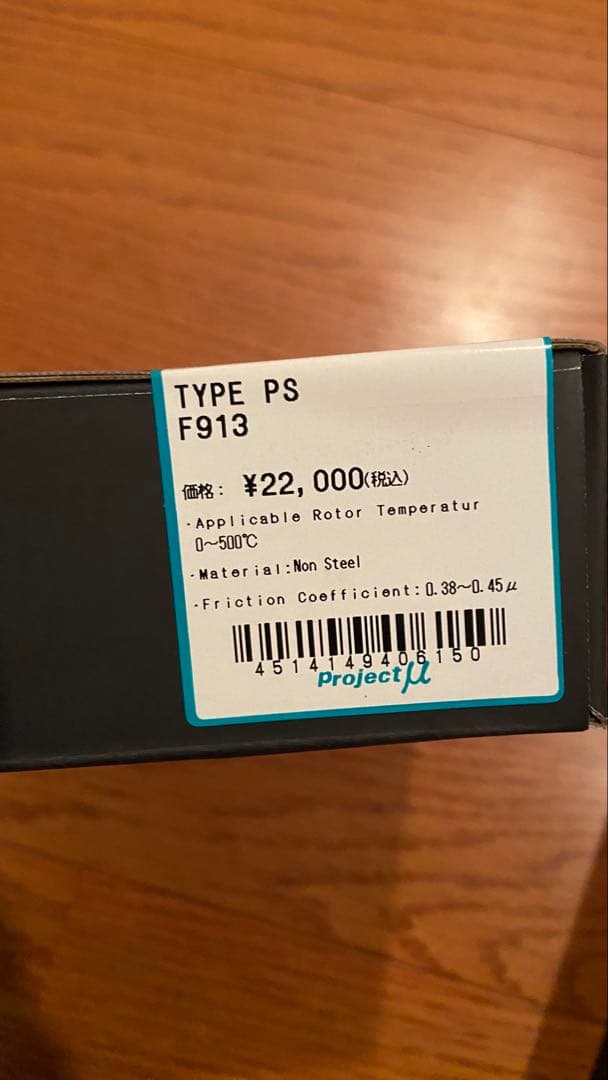 TYPE PS
F913
価格: ¥22,000(税込)
·Applicable Rotor Temperatur
0~500℃
·Material:Non Steel
·Friction Coefficient:0.38~0.45μ
4514149406150
Projectμ